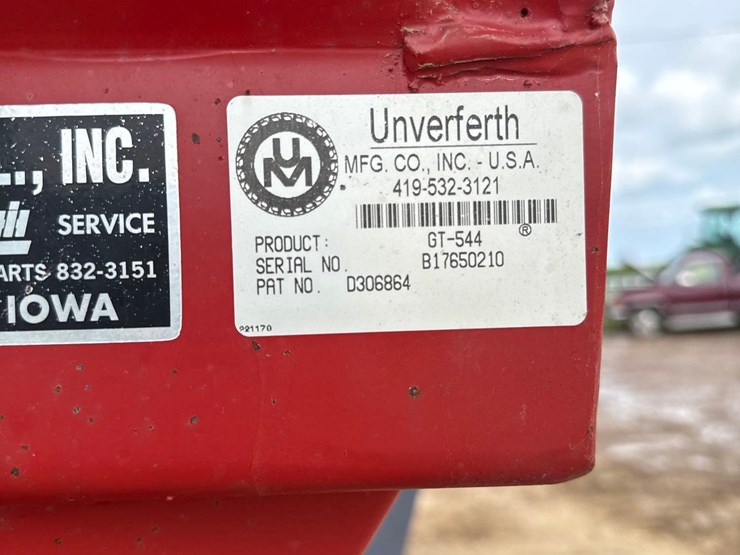 ., INC.
SERVICE
ARTS 832-3151
IOWA
UM
Unverferth
MFG. CO., INC. - U.S.A.
419-532-3121
®
PRODUCT: GT-544
SERIAL NO. B17650210
PAT NO. D306864